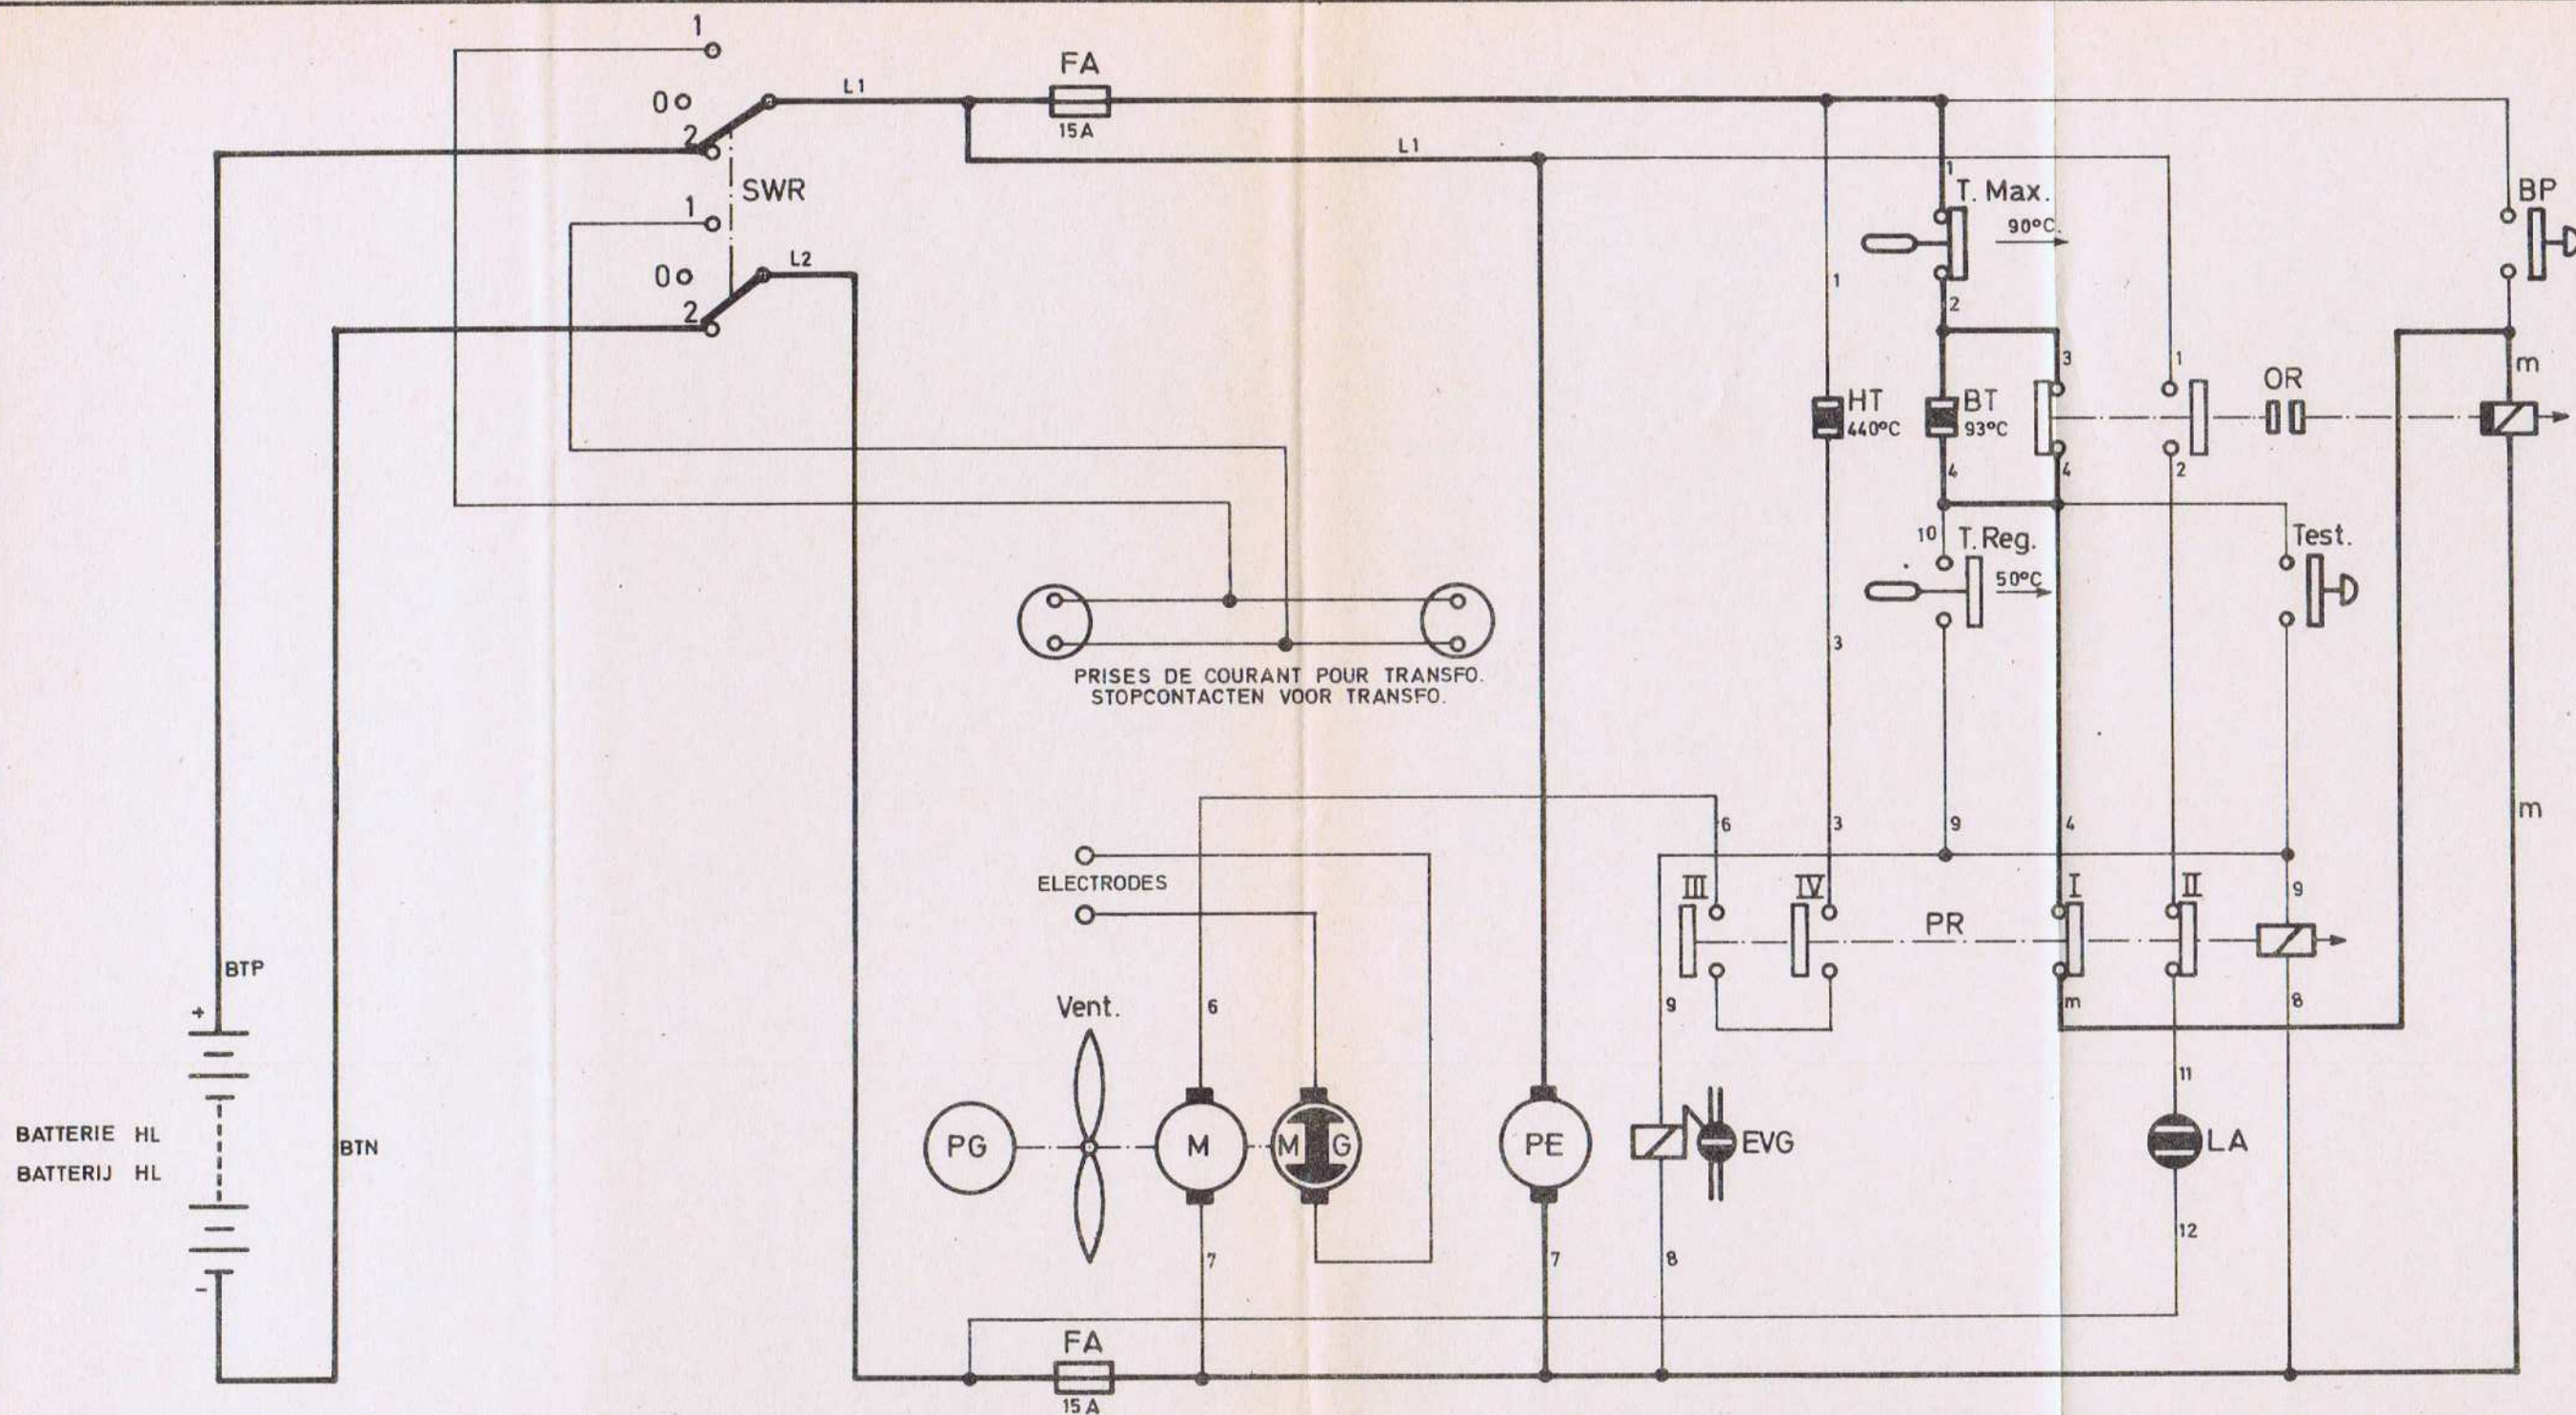 1
FA
L1
0
15A
2
L1
SWR
1
T. Max.
BP
1
90°C.
L2
0
1
2
2
3
1
m
OR
HT
440°C
BT
93°C
4
4
2
10
T.Reg.
Test.
50°C
3
PRISES DE COURANT POUR TRANSFO.
STOPCONTACTEN VOOR TRANSFO.
m
6
3
9
4
ELECTRODES
III
IV
I
II
9
PR
BTP
+
Vent.
6
9
m
8
11
BATTERIE HL
BATTERIJ HL
BTN
PG
M
M G
PE
EVG
LA
12
7
7
8
-
FA
15A